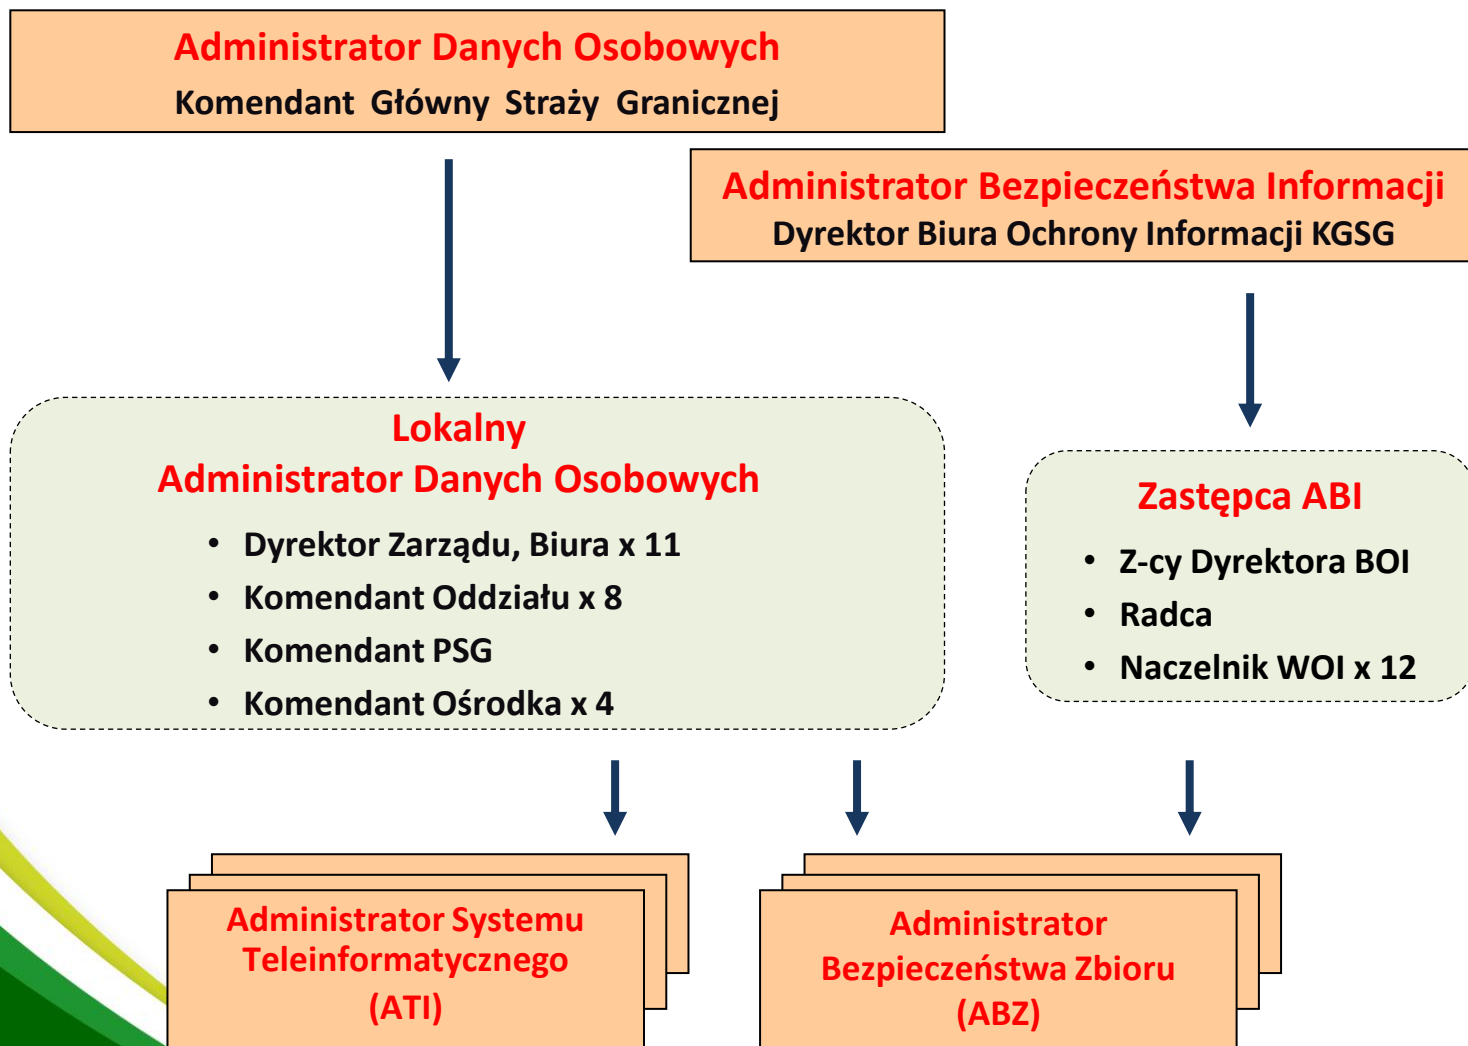 Administrator Danych Osobowych
Komendant Główny Straży Granicznej
Administrator Bezpieczeństwa Informacji
Dyrektor Biura Ochrony Informacji KGSG
Lokalny
Administrator Danych Osobowych
• Dyrektor Zarządu, Biura x 11
• Komendant Oddziału x 8
• Komendant PSG
• Komendant Ośrodka x 4
Zastępca ABI
• Z-cy Dyrektora BOI
• Radca
• Naczelnik WOI x 12
Administrator Systemu
Teleinformatycznego
(ATI)
Administrator
Bezpieczeństwa Zbioru
(ABZ)